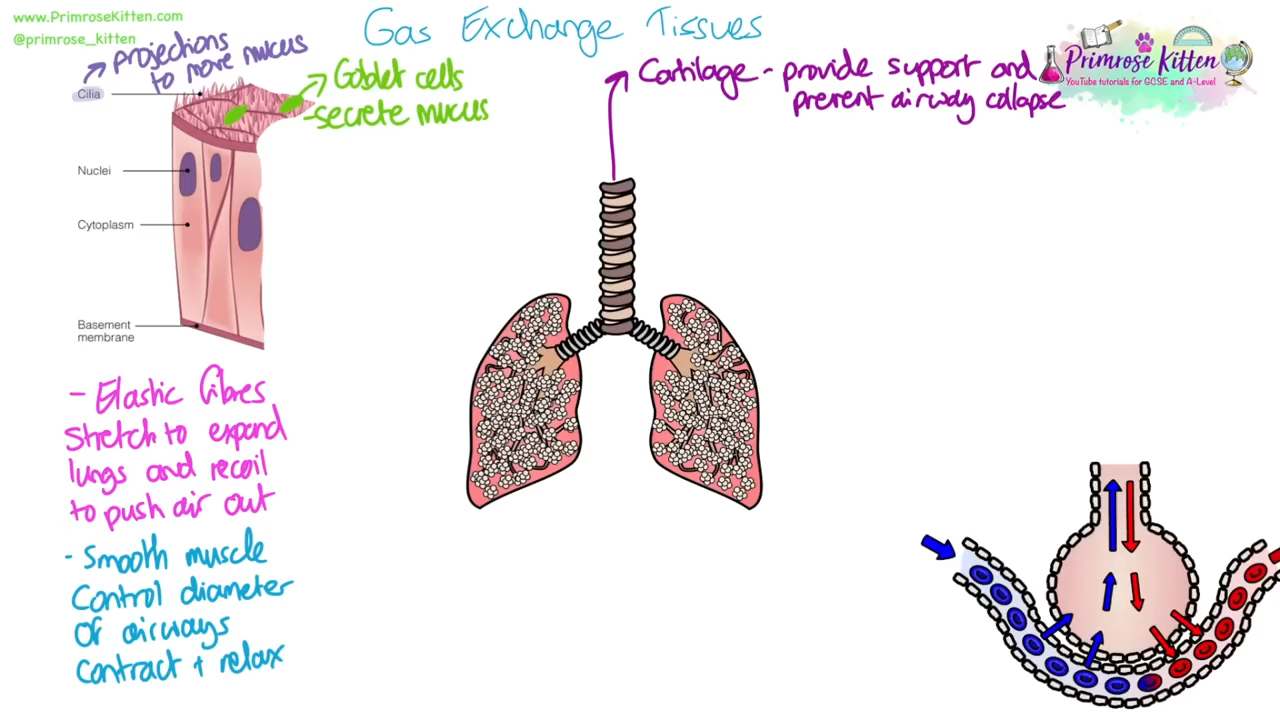 www.PrimroseKitten.com
@primrose_kitten
Gas Exchange Tissues
Primrose Kitten
YouTube tutorials for GCSE and A-Level
projections
to move mucus
Cilia
Goblet cells
-secrete mucus
Cartilage - provide support and
prevent airway collapse
Nuclei
Cytoplasm
Basement
membrane
- Elastic fibres
stretch to expand
lungs and recoil
to push air out
- Smooth muscle
Control diameter
Of airways
Contract + relax